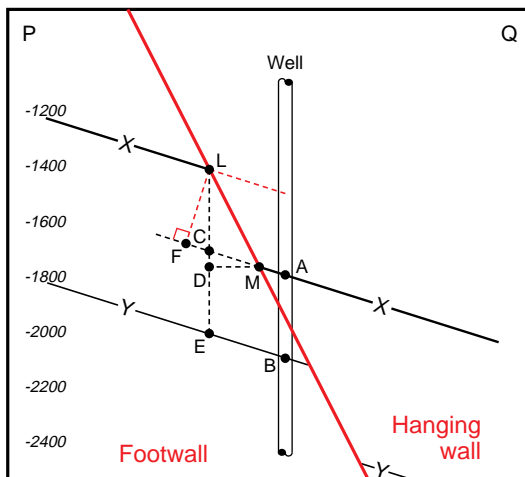 P Q
Well
-1200
X
-1400 L
-1600
C
F
A
-1800 D M
Y X
-2000
E
B
-2200
-2400
Footwall
Hanging
wall
Y